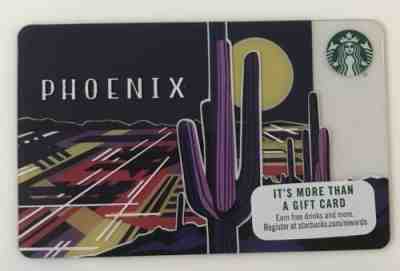 PHOENIX
IT'S MORE THAN
A GIFT CARD
Earn free drinks and more.
Register at starbucks.com/rewards